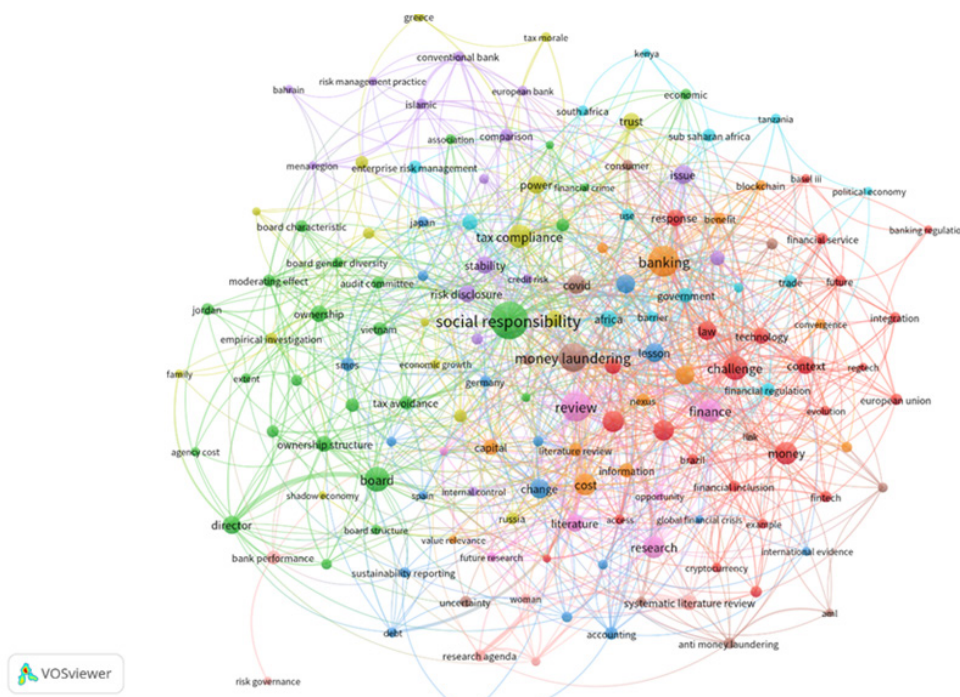 greece
tax morale
conventional bank
kenya
risk management practice
bahrain
european bank
economic
islamic
south africa
trust
tanzania
association
comparison
sub saharan africa
mena region
enterprise risk management
consumer
issue
power
financial crime
blockchain
basel iii
political economy
board characteristic
japan
use
response
benefit
banking regulatio
tax compliance
financial service
board gender diversity
stability
banking
moderating effect
audit committee
credit risk
covid
risk disclosure
government
trade
future
jordan
ownership
social responsibility
africa
barrier
integration
vietnam
law
convergence
empirical investigation
technology
money laundering
lesson
smes
economic growth
challenge
context
regtech
family
extent
germany
financial regulation
european union
tax avoidance
review
nexus
finance
evolution
risk
ownership structure
capital
literature review
agency cost
brazil
money
board
information
change
cost
financial inclusion
shadow economy
spain
internal control
opportunity
fintech
director
board structure
russia
literature
access
global financial crisis
example
value relevance
research
international evidence
bank performance
future research
cryptocurrency
sustainability reporting
uncertainty
woman
systematic literature review
aml
debt
accounting
anti money laundering
research agenda
risk governance
VOSviewer